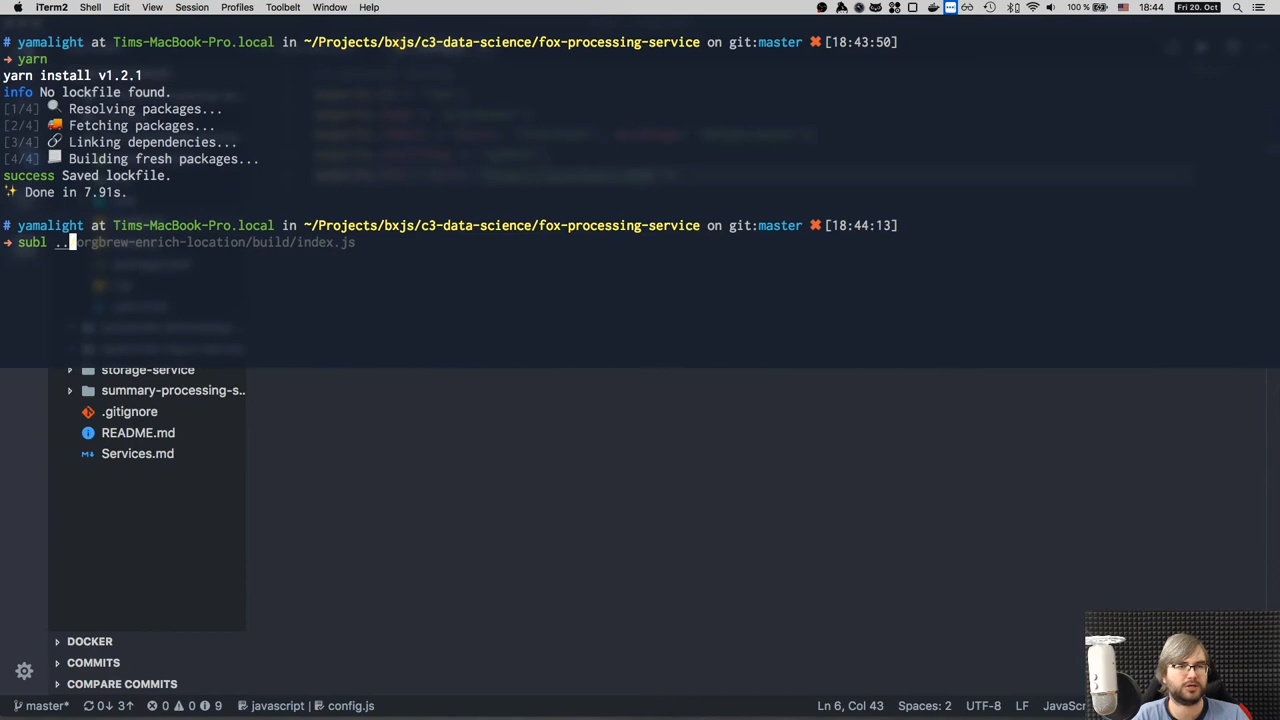 iTerm2 Shell Edit View Session Profiles Toolbelt Window Help 100 % 18:44 Fri 20. Oct
# yamalight at Tims-MacBook-Pro.local in ~/Projects/bxjs/c3-data-science/fox-processing-service on git:master ✖ [18:43:50]
➜ yarn
yarn install v1.2.1
info No lockfile found.
[1/4] 🔍 Resolving packages...
[2/4] 🚚 Fetching packages...
[3/4] 🔗 Linking dependencies...
[4/4] 📃 Building fresh packages...
success Saved lockfile.
✨ Done in 7.91s.
# yamalight at Tims-MacBook-Pro.local in ~/Projects/bxjs/c3-data-science/fox-processing-service on git:master ✖ [18:44:13]
➜ subl ../orgbrew-enrich-location/build/index.js
storage-service
summary-processing-s..
.gitignore
README.md
Services.md
DOCKER
COMMITS
COMPARE COMMITS
master* 0↓ 3↑ 0 0 9 javascript config.js Ln 6, Col 43 Spaces: 2 UTF-8 LF